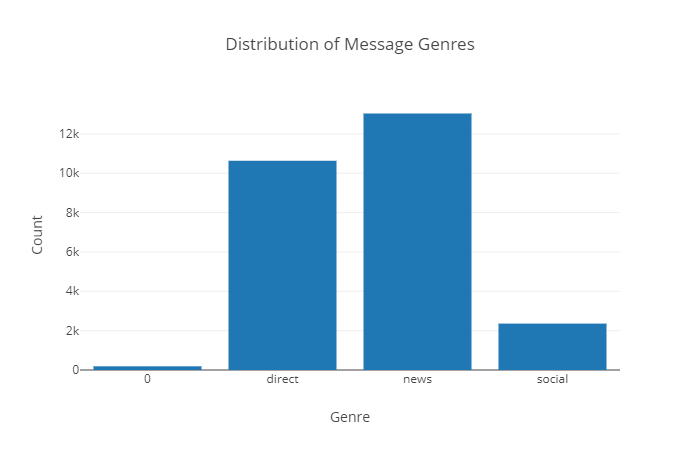 Distribution of Message Genres
12k
10k
8k
6k
4k
2k
0
Count
0 direct news social
Genre